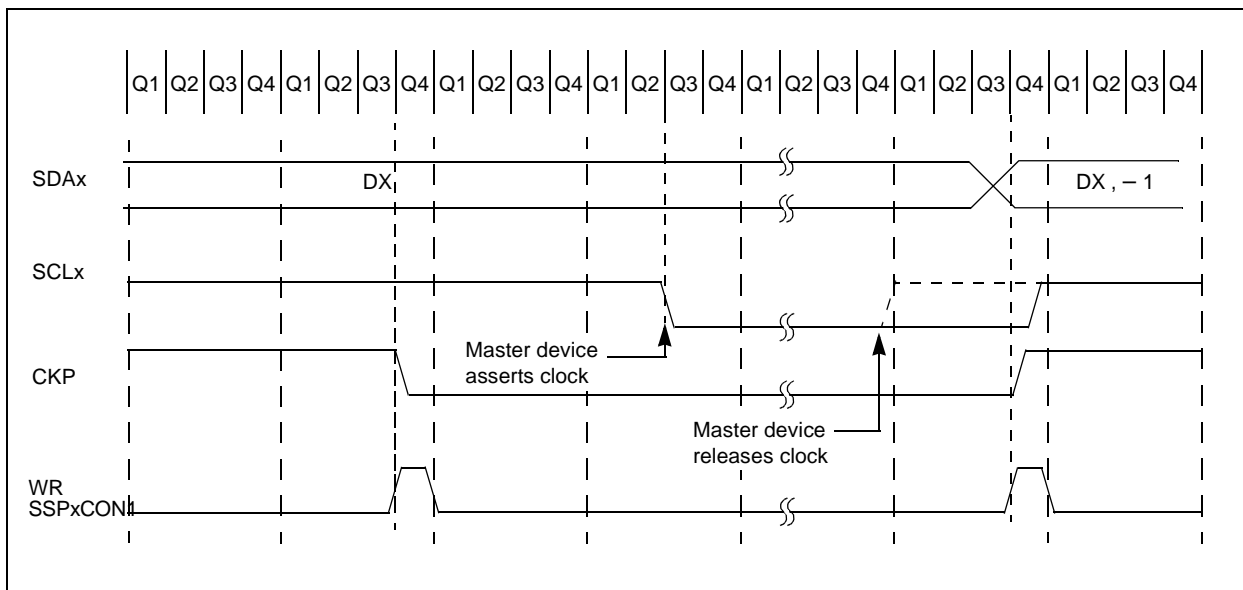 Q1 Q2 Q3 Q4 Q1 Q2 Q3 Q4 Q1 Q2 Q3 Q4 Q1 Q2 Q3 Q4 Q1 Q2 Q3 Q4 Q1 Q2 Q3 Q4 Q1 Q2 Q3 Q4
SDAx
DX
DX , – 1
SCLx
Master device
asserts clock
CKP
Master device
releases clock
WR
SSPxCON1